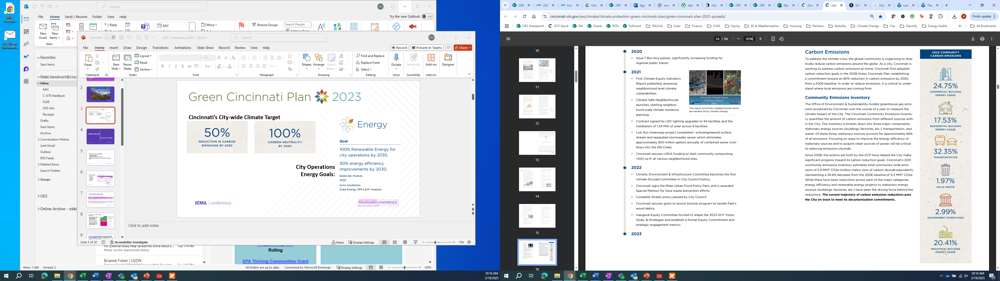 Tallie-
Person...
Fw_ Green
Cincinnati...
Search
VN
File Home Send / Receive Folder View Help
Try the new Outlook Off
New
Email
New
Items
New
Reply
AAC
Move
Browse Groups
Search People
Favorites
Sent Items
Nikki.Vandivort@cinci
Inbox
AAC
C-SITE feedback
FUSE
OES Info
Receipts
Drafts
Sent Items
Archive
Conversation History
Junk Email
Outbox
RSS Feeds
Deleted Items
Search Folders
Groups
OES
Online Archive - nikki.
AutoSave On
LGRC-milwaukee_draft • Saved
Search
VN
File Home Insert Draw Design Transitions Animations Slide Show Record Review View Help
Record
Present in Teams
Share
Paste
Clipboard
New
Slide
Reuse
Slides
Layout
Reset
Section
Slides
24
Font
Paragraph
Shapes
Arrange
Quick
Styles
Drawing
Find and Replace
Replace Fonts
Select
Editing
Dictate
Voice
Sensitivity
Sensitivity
Add-ins
Add-ins
Designer
2
3
4
5
6
7
8
9
Green Cincinnati Plan 2023
Cincinnati's City-wide Climate Target
50%
REDUCTION IN CARBON
EMISSIONS BY 2030
100%
CARBON NEUTRALITY
BY 2050
City Operations
Energy Goals:
Energy
Goal
100% Renewable Energy for
city operations by 2035.
30% energy efficiency
improvements by 2030.
BASELINE YEAR(S)
2022
DATA SOURCE(S)
Duke Energy, RMI LEAF Analysis
ICMA | conference
Local Government
REIMAGINED CONFERENCE
Click to add notes
Slide 3 of 20
Accessibility: Investigate
Notes
Display Settings
73%
Fw: [External Email] Help Spread the Word About E...
Tue 1:14 PM
Please see the opportunity below:
Brianne Fisher | USDN
Rolling
EPA Thriving Communities Grant
Items: 7,066 Unread: 2
All folders are up to date.
Connected to: Microsoft Exchange
Display Settings
100%
10:10 AM
3/19/2025
cincinnati-oh.gov/oes/climate/climate-protection-green-cincinnati-plan/green-cincinnati-plan-2023-spreads/
Finish update
OES Sharepoint
GCP Quick
IRA
Grants
RFPs
SolSmart
IRA/IIJA
Solar
Finance
FUSE
Equity
EE & Weatherization
Housing
Partners
Mobility
Climate Change
City
Electrify
Energy Audits
All Bookmarks
16 / 94
95%
10
11
12
13
14
15
16
2020
• Issue 7 Bus levy passes, significantly increasing funding for
regional public transit.
2021
• First Climate Equity Indicators
Report published, assessing
neighborhood level climate
vulnerabilities
• Climate Safe Neighborhoods
launches, starting neighbor-
hood-scale climate resilience
planning.
Cincinnati Climate Equity
Indicators Report
2021
The report prioritizes neighborhoods which
are hardest hit by climate change.
• Contract signed for LED lighting upgrades to 94 facilities and the
installation of 1.34 MW of solar across 9 facilities.
• Lick Run Greenway project completed—a bioengineered surface
stream and separated stormwater sewer which eliminates
approximately 800 million gallons annually of combined sewer over-
flows into the Mill Creek.
• Cincinnati secures USDA funding to start community composting
<500 sq ft. at various neighborhood sites.
2022
• Climate, Environment & Infrastructure Committee becomes the first
climate-focused committee in City Council history.
• Cincinnati signs the Milan Urban Food Policy Pact, and is awarded
Special Mention for food waste prevention efforts.
• Complete Streets policy passed by City Council.
• Cincinnati secures grant to launch biochar program to handle Park's
wood debris.
• Inaugural Equity Committee formed to shape the 2023 GCP Vision,
Goals, & Strategies and establish a formal Equity Commitment and
strategic engagement metrics.
2023
Carbon Emissions
To address the climate crisis, the global community is organizing to dras-
tically reduce carbon emissions around the globe. As a city, Cincinnati is
working to address carbon emissions at home. Cincinnati first adopted
carbon reduction goals in the 2008 Green Cincinnati Plan, establishing
a commitment toward an 80% reduction in carbon emissions by 2050,
from a 2006 baseline. In order to reduce emissions, it is critical to under-
stand where local emissions are coming from.
Community Emissions Inventory
The Office of Environment & Sustainability models greenhouse gas emis-
sions produced by Cincinnati over the course of a year to measure the
climate impact of the City. The Cincinnati Community Emissions Invento-
ry quantifies the amount of carbon emissions from different sources with-
in the City. The inventory is broken down into three major components:
stationary energy sources (buildings, factories, etc.), transportation, and
waste. Of these three, stationary sources account for approximately 66%
of all emissions. Focusing on ways to improve the energy efficiency of
stationary sources and to acquire clean sources of power will be critical
to reducing emissions citywide.
Since 2008, the actions set forth by the GCP have helped the City make
significant progress toward its carbon reduction goals. Cincinnati's 2021
community emissions inventory estimates total community-wide emis-
sions of 5.9 MMT CO2e (million metric tons of carbon dioxide equivalent),
representing a 36.6% decrease from the 2006 baseline of 9.3 MMT CO2e.
While there have been reductions across each of the major categories,
energy efficiency and renewable energy projects to stationary energy
sources (buildings, factories, etc.) have been the driving force behind the
reductions. The current trajectory of carbon emissions reductions puts
the City on track to meet its decarbonization commitments.
2022 COMMUNITY
CARBON EMISSIONS
24.75%
COMMERCIAL BUILDING
ENERGY USAGE
17.53%
RESIDENTIAL BUILDING
ENERGY USAGE
32.35%
TRANSPORTATION
1.97%
SOLID WASTE
2.99%
GOVERNMENT OPERATIONS
20.41%
INDUSTRIAL BUILDING
ENERGY USAGE
10:10 AM
3/19/2025